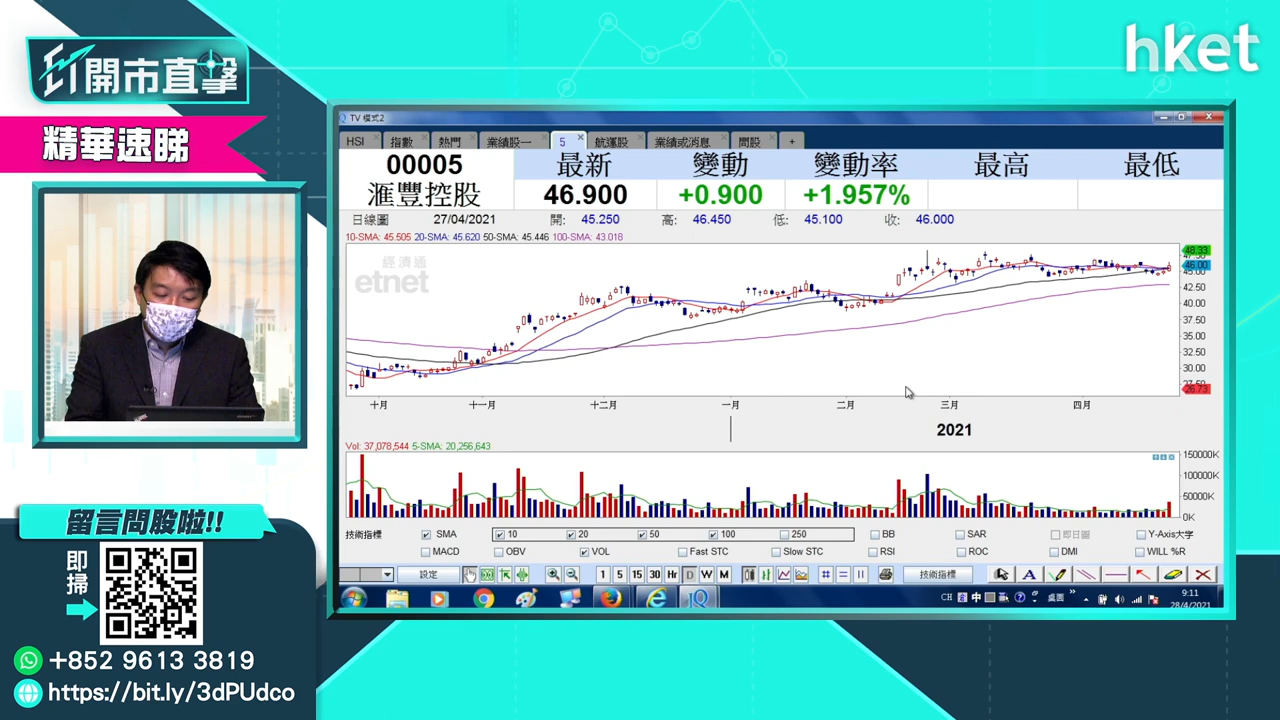 ET開市直擊
hket
精華速睇
TV 模式2
HSI 指數 熱門 業績股一 5 航運股 業績或消息 問股 +
00005 最新 變動 變動率 最高 最低
滙豐控股 46.900 +0.900 +1.957%
日線圖 27/04/2021 開: 45.250 高: 46.450 低: 45.100 收: 46.000
10-SMA: 45.505 20-SMA: 45.620 50-SMA: 45.446 100-SMA: 43.018
經濟通
etnet
48.33
46.00
45.00
42.50
40.00
37.50
35.00
32.50
30.00
26.73
十月 十一月 十二月 一月 二月 三月 四月
2021
Vol: 37,078,544 5-SMA: 20,256,643
150000K
100000K
50000K
0K
技術指標 SMA 10 20 50 100 250 BB SAR 即日圖 Y-Axis大字
MACD OBV VOL Fast STC Slow STC RSI ROC DMI WILL %R
設定 1 5 15 30 Hr D W M 技術指標 A
CH 中 桌面 9:11
28/4/2021
留言問股啦!!
即掃
+852 9613 3819
https://bit.ly/3dPUdco